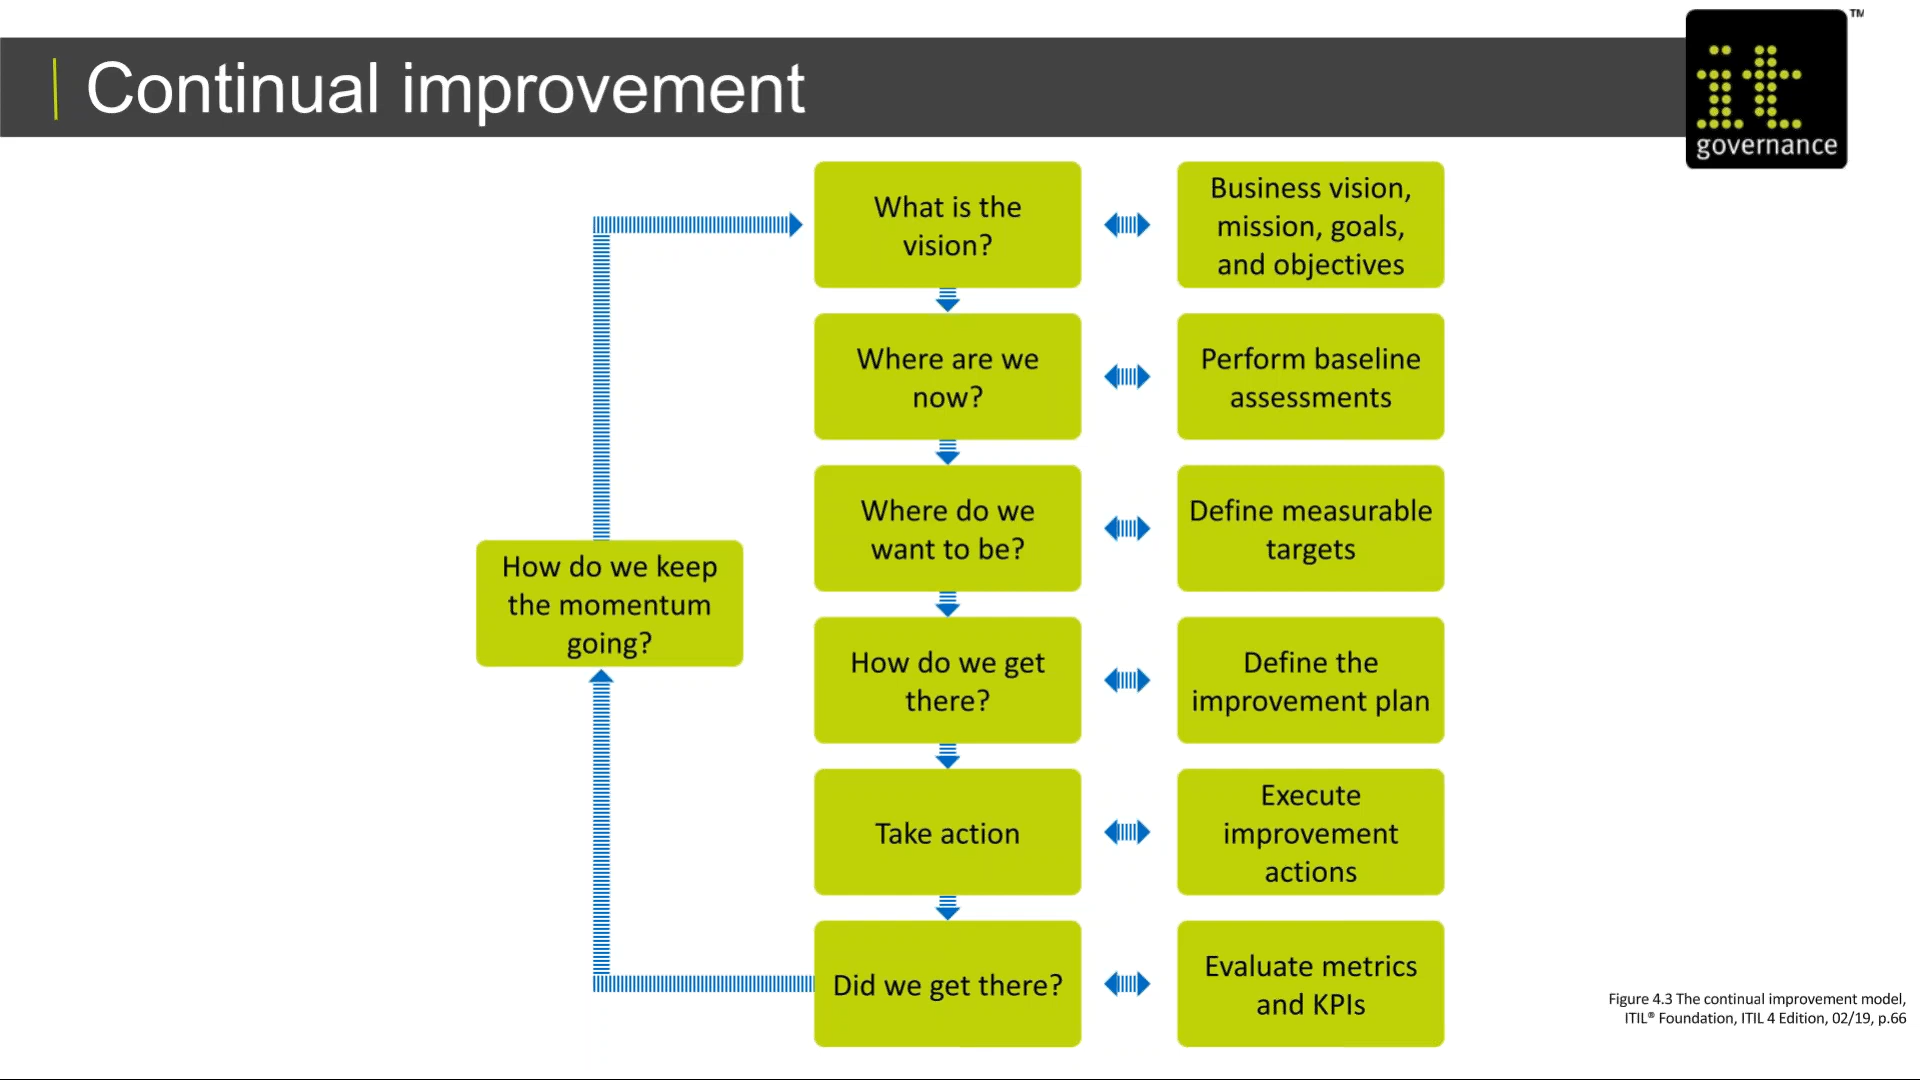 Continual improvement
it
governance
TM
What is the
vision?
Business vision,
mission, goals,
and objectives
Where are we
now?
Perform baseline
assessments
Where do we
want to be?
Define measurable
targets
How do we keep
the momentum
going?
How do we get
there?
Define the
improvement plan
Take action
Execute
improvement
actions
Did we get there?
Evaluate metrics
and KPIs
Figure 4.3 The continual improvement model,
ITIL® Foundation, ITIL 4 Edition, 02/19, p.66